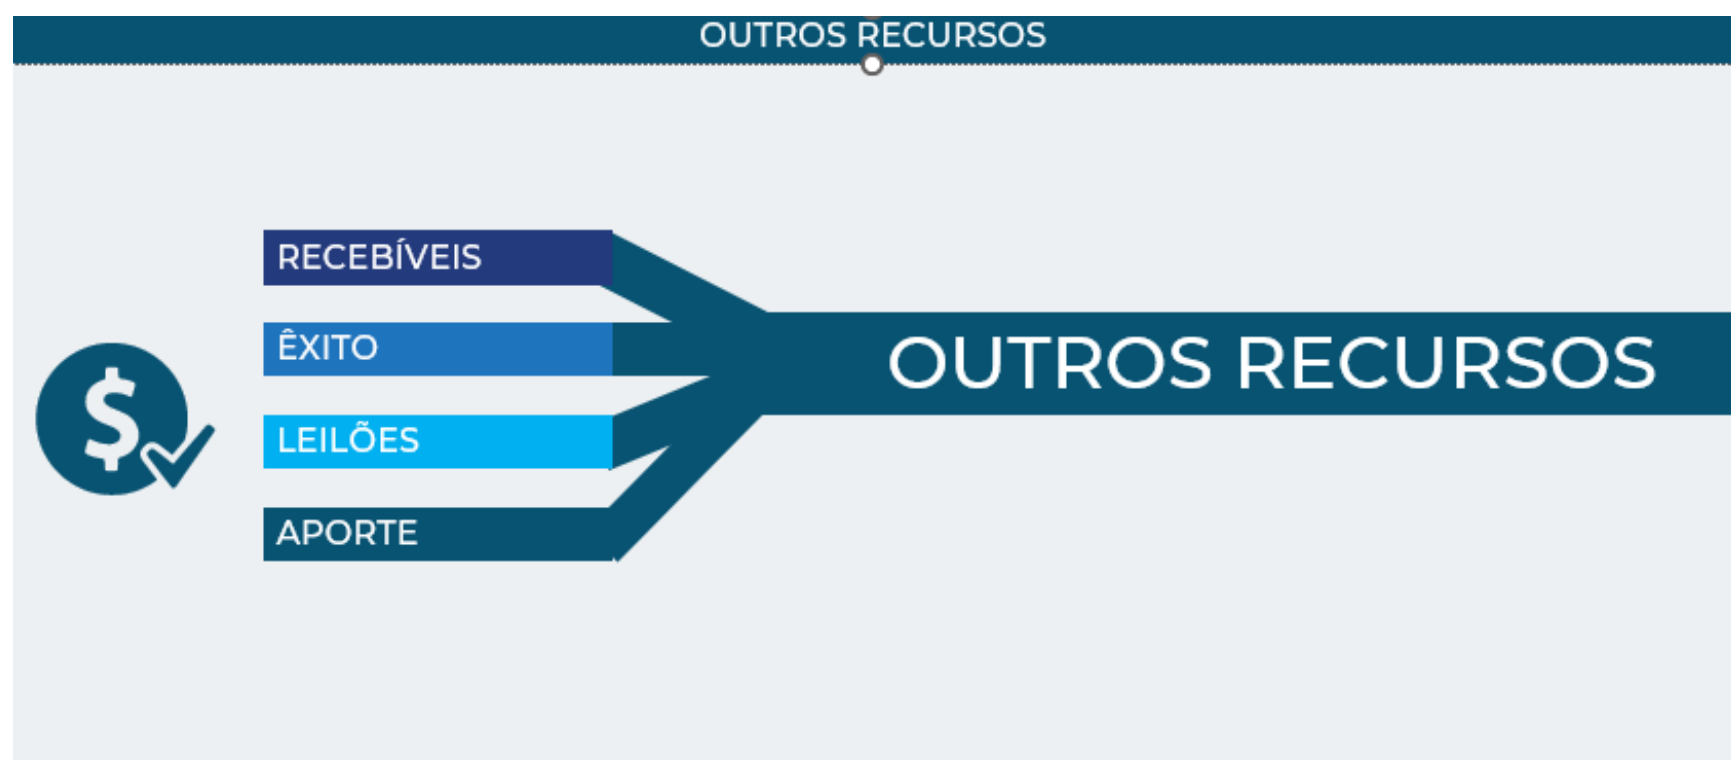 OUTROS RECURSOS
RECEBÍVEIS
ÊXITO
LEILÕES
APORTE
OUTROS RECURSOS
$